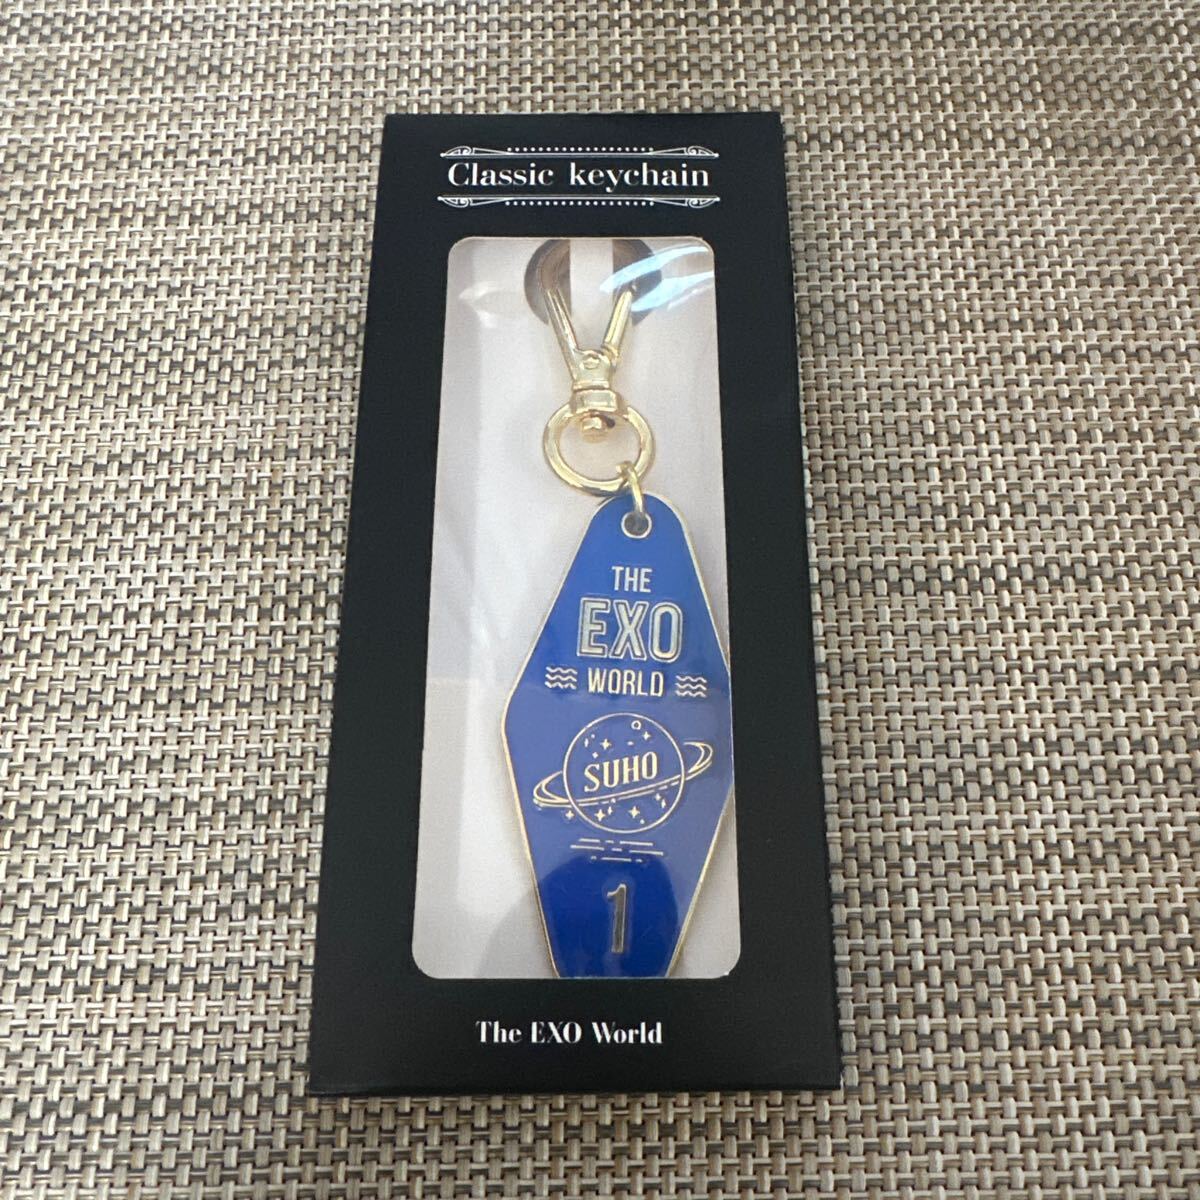 Classic keychain
THE
EXO
WORLD
SUHO
1
The EXO World